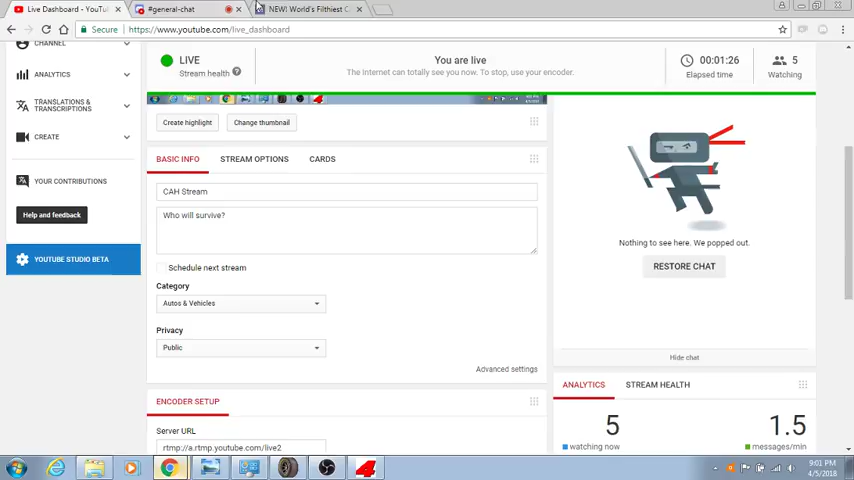 Live Dashboard - YouTu
#general-chat
NEW! World's Filthiest C
Secure
https://www.youtube.com/live_dashboard
CHANNEL
ANALYTICS
TRANSLATIONS &
TRANSCRIPTIONS
CREATE
YOUR CONTRIBUTIONS
Help and feedback
YOUTUBE STUDIO BETA
LIVE
Stream health ?
You are live
The Internet can totally see you now. To stop, use your encoder.
00:01:26
Elapsed time
5
Watching
Create highlight
Change thumbnail
BASIC INFO
STREAM OPTIONS
CARDS
CAH Stream
Who will survive?
Schedule next stream
Category
Autos & Vehicles
Privacy
Public
Advanced settings
ENCODER SETUP
Server URL
rtmp://a.rtmp.youtube.com/live2
Nothing to see here. We popped out.
RESTORE CHAT
Hide chat
ANALYTICS
STREAM HEALTH
5
watching now
1.5
messages/min
9:01 PM
4/5/2018